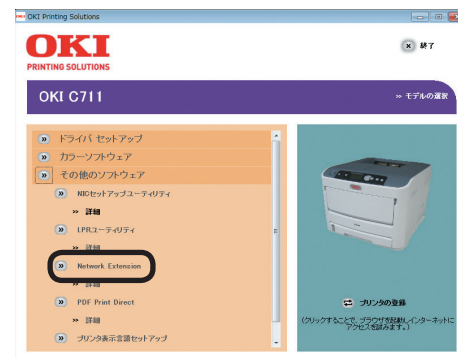 OKI Printing Solutions
OKI
PRINTING SOLUTIONS
× 終了
OKI C711
» モデルの選択
» ドライバ セットアップ
» カラーソフトウェア
» その他のソフトウェア
» NICセットアップユーティリティ
» 詳細
» LPRユーティリティ
» 詳細
» Network Extension
» 詳細
» PDF Print Direct
» 詳細
» プリンタ表示言語セットアップ
プリンタの登録
(クリックすることで、ブラウザを起動し、インターネットに
アクセスを試みます。)